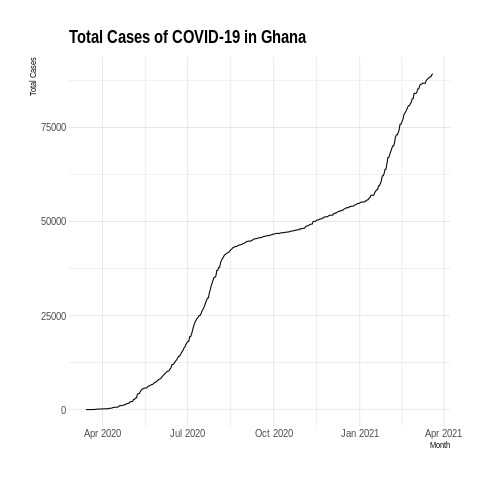 Total Cases of COVID-19 in Ghana
Total Cases
75000
50000
25000
0
Apr 2020 Jul 2020 Oct 2020 Jan 2021 Apr 2021
Month